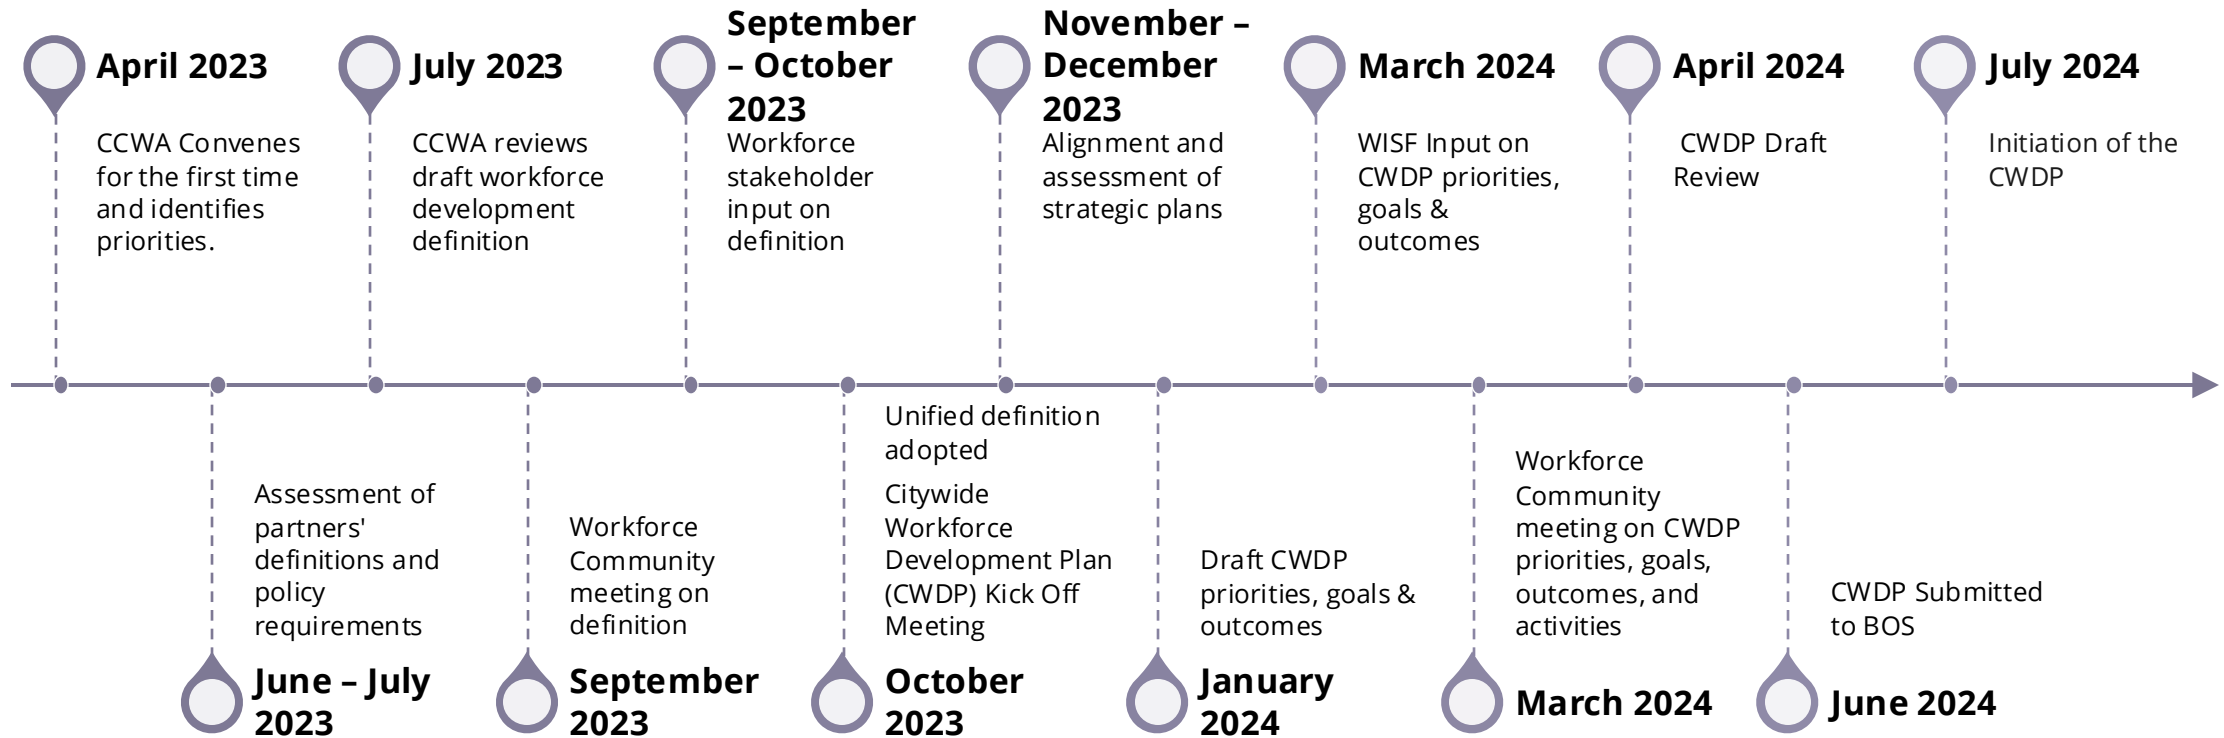 April 2023
CCWA Convenes
for the first time
and identifies
priorities.
July 2023
CCWA reviews
draft workforce
development
definition
September
– October
2023
Workforce
stakeholder
input on
definition
November –
December
2023
Alignment and
assessment of
strategic plans
March 2024
WISF Input on
CWDP priorities,
goals &
outcomes
April 2024
CWDP Draft
Review
July 2024
Initiation of the
CWDP
Assessment of
partners'
definitions and
policy
requirements
June – July
2023
Workforce
Community
meeting on
definition
September
2023
Unified definition
adopted
Citywide
Workforce
Development Plan
(CWDP) Kick Off
Meeting
October
2023
Draft CWDP
priorities, goals &
outcomes
January
2024
Workforce
Community
meeting on CWDP
priorities, goals,
outcomes, and
activities
March 2024
CWDP Submitted
to BOS
June 2024